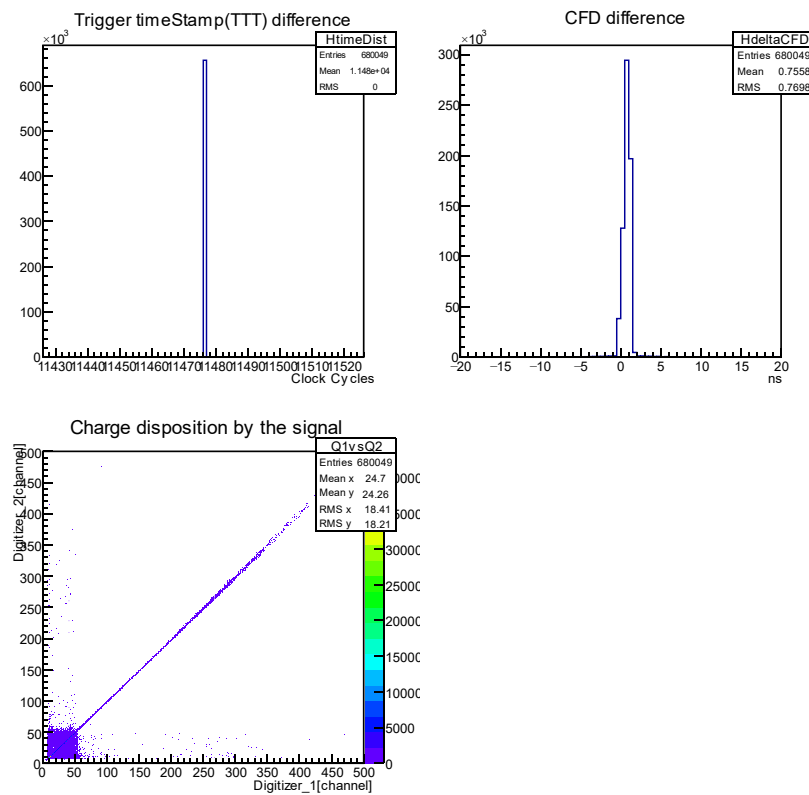 Trigger timeStamp(TTT) difference
×10³
HtimeDist
Entries 680049
Mean 1.148e+04
RMS 0
600
500
400
300
200
100
0
11430 11440 11450 11460 11470 11480 11490 11500 11510 11520
Clock Cycles
CFD difference
×10³
HdeltaCFD
Entries 680049
Mean 0.7558
RMS 0.7698
300
250
200
150
100
50
0
−20 −15 −10 −5 0 5 10 15 20
ns
Charge disposition by the signal
Digitizer_2[channel]
Q1vsQ2
Entries 680049
Mean x 24.7
Mean y 24.26
RMS x 18.41
RMS y 18.21
500
450
400
350
300
250
200
150
100
50
0
0 50 100 150 200 250 300 350 400 450 500
Digitizer_1[channel]
30000
25000
20000
15000
10000
5000
0